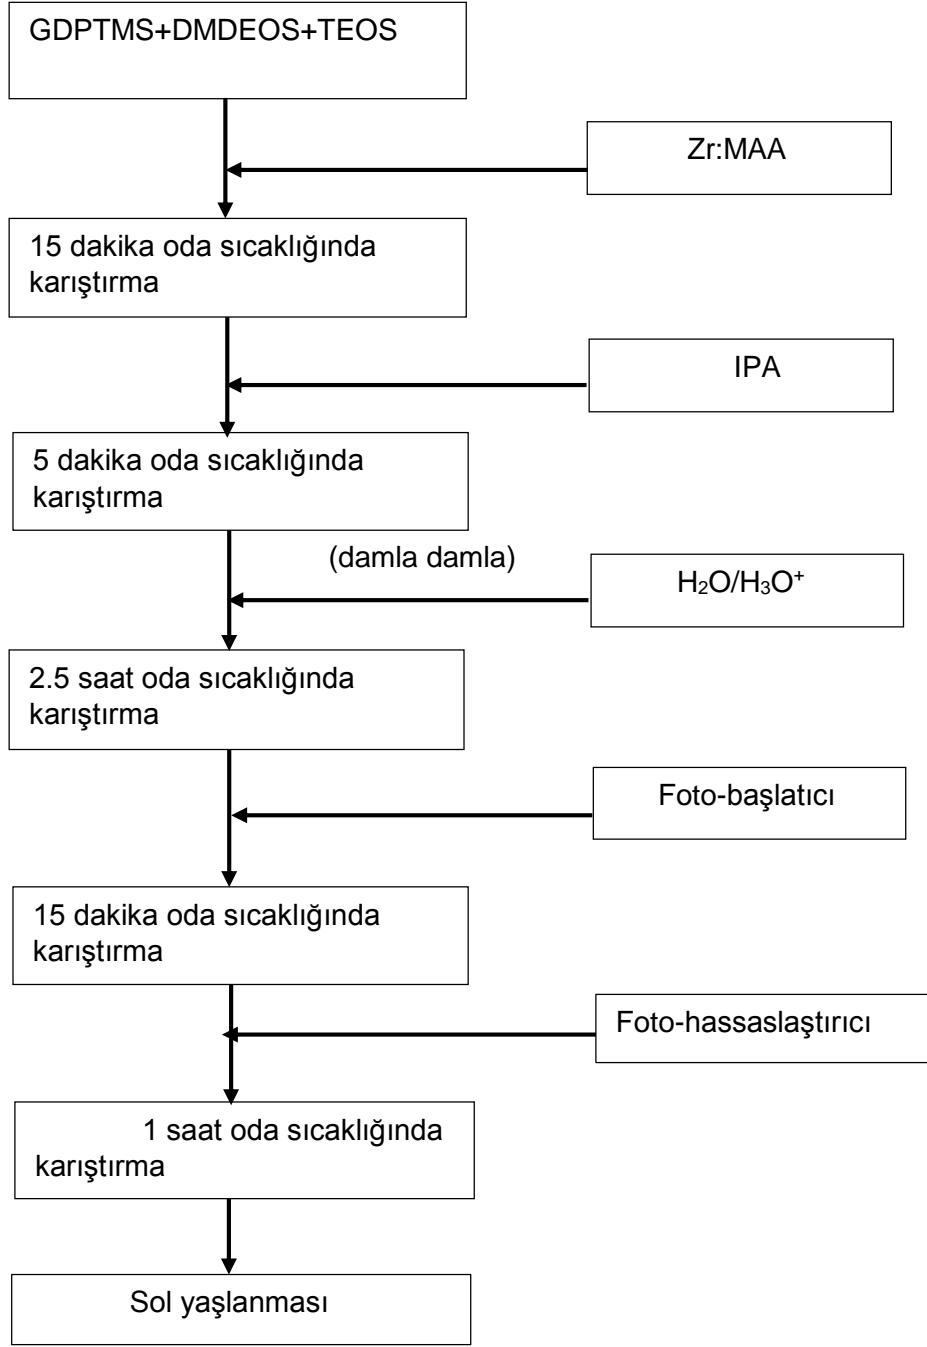 GDPTMS+DMDEOS+TEOS
Zr:MAA
15 dakika oda sıcaklığında
karıştırma
IPA
5 dakika oda sıcaklığında
karıştırma
(damla damla)
H₂O/H₃O⁺
2.5 saat oda sıcaklığında
karıştırma
Foto-başlatıcı
15 dakika oda sıcaklığında
karıştırma
Foto-hassaslaştırıcı
1 saat oda sıcaklığında
karıştırma
Sol yaşlanması